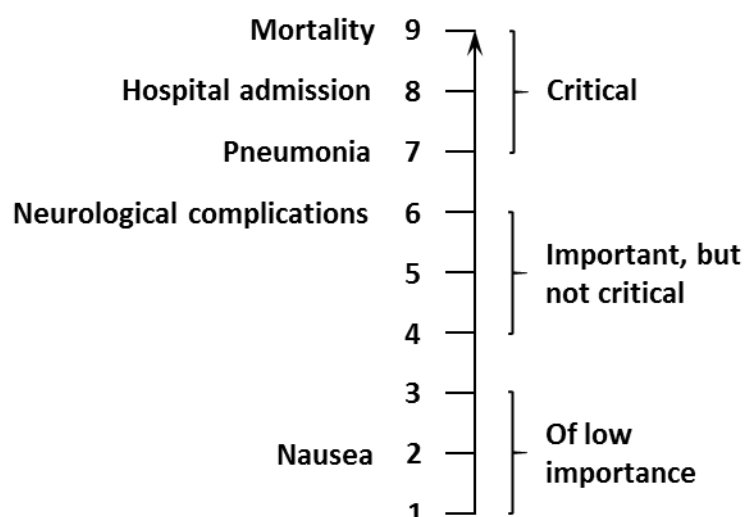 Mortality 9
Hospital admission 8 Critical
Pneumonia 7
Neurological complications 6
Important, but
5
not critical
4
3
Of low
Nausea 2
importance
1